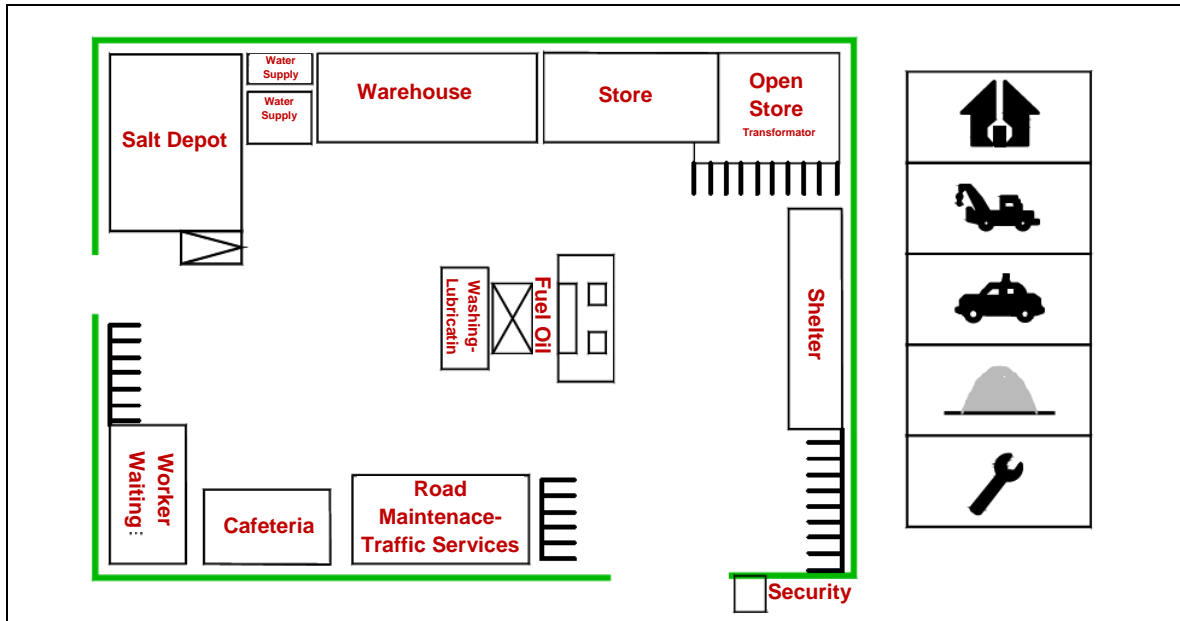 Water
Supply
Water
Supply
Salt Depot
Warehouse
Store
Open
Store
Transformator
Washing-
Lubricatin
Fuel Oil
Shelter
Worker
Waiting
Cafeteria
Road
Maintenace-
Traffic Services
Security